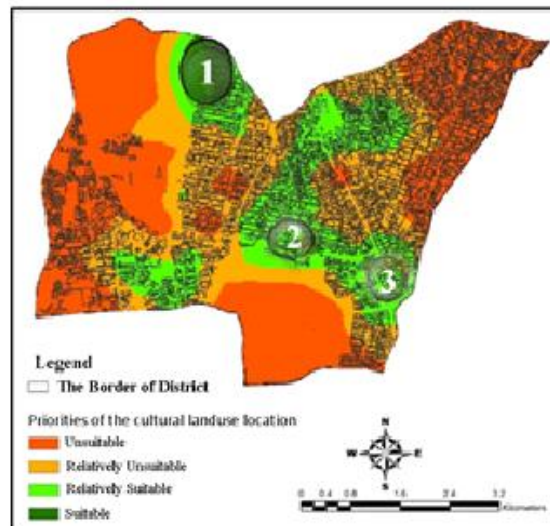 1
2
3
Legend
The Border of District
Priorities of the cultural landuse location
Unsuitable
Relatively Unsuitable
Relatively Suitable
Suitable
N
W E
S
0 0.4 0.8 1.6 2.4 3.2
Kilometers